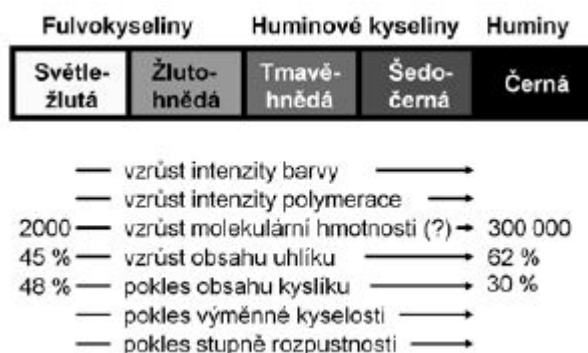 Fulvokyseliny Huminové kyseliny Huminy
Světle- Žluto- Tmavě- Šedo- Černá
žlutá hnědá hnědá černá
vzrůst intenzity barvy
vzrůst intenzity polymerace
2000 vzrůst molekulární hmotnosti (?) 300 000
45 % vzrůst obsahu uhlíku 62 %
48 % pokles obsahu kyslíku 30 %
pokles výměnné kyselosti
pokles stupně rozpustnosti